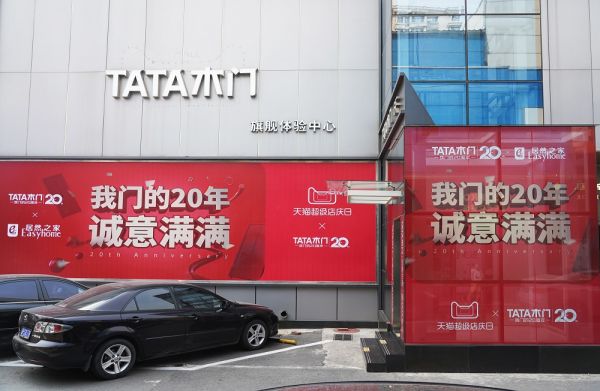 TATA木门
旗舰体验中心
TATA木门
×
居然之家
Easyhome
我门的20年
诚意满满
20th Anniversary
天猫超级店庆日
×
TATA木门 20
TATA木门 20 × 居然之家
Easyhome
我门的20年
诚意满满
20th Anniversary
天猫超级店庆日 × TATA木门 20